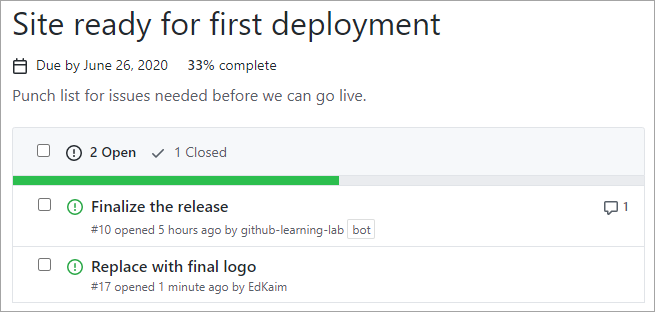 Site ready for first deployment
Due by June 26, 2020 33% complete
Punch list for issues needed before we can go live.
2 Open 1 Closed
Finalize the release 1
#10 opened 5 hours ago by github-learning-lab bot
Replace with final logo
#17 opened 1 minute ago by EdKaim